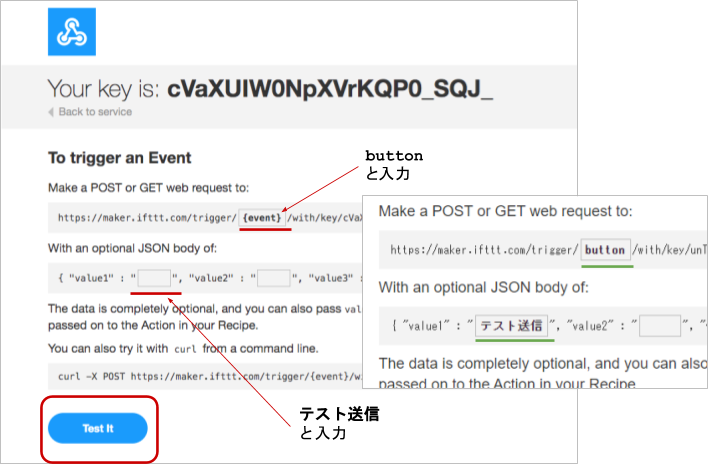 Your key is: cVaXUIW0NpXVrKQP0_SQJ_
Back to service
To trigger an Event
Make a POST or GET web request to:
https://maker.ifttt.com/trigger/ {event} /with/key/cVaX
With an optional JSON body of:
{ "value1" : " ", "value2" : " ", "value3" :
The data is completely optional, and you can also pass val
passed on to the Action in your Recipe.
You can also try it with curl from a command line.
curl -X POST https://maker.ifttt.com/trigger/{event}/wi
Test It
button
と入力
テスト送信
と入力
Make a POST or GET web request to:
https://maker.ifttt.com/trigger/ button /with/key/unT
With an optional JSON body of:
{ "value1" : " テスト送信 ", "value2" : " ", "v
The data is completely optional, and you can also
passed on to the Action in your Recipe